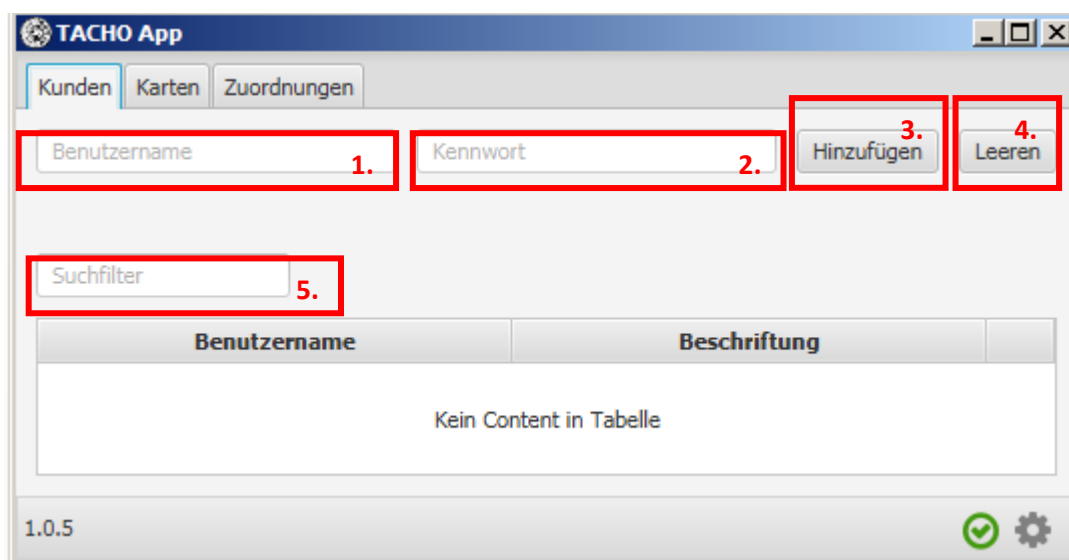 TACHO App
Kunden Karten Zuordnungen
Benutzername 1. Kennwort 2. Hinzufügen 3. Leeren 4.
Suchfilter 5.
Benutzername Beschriftung
Kein Content in Tabelle
1.0.5